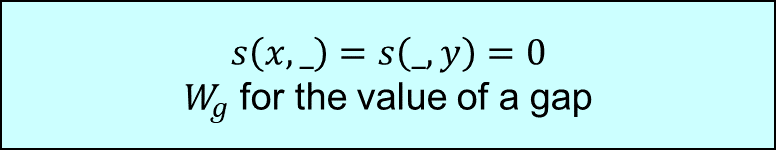 s(x,_) = s(_,y) = 0
W_g for the value of a gap